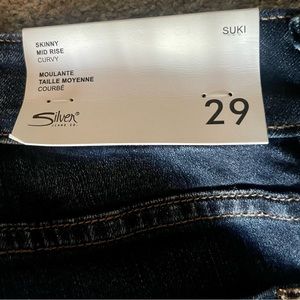 SUKI
SKINNY
MID RISE
CURVY
MOULANTE
TAILLE MOYENNE
COURBÉ
Silver
JEANS CO.
29